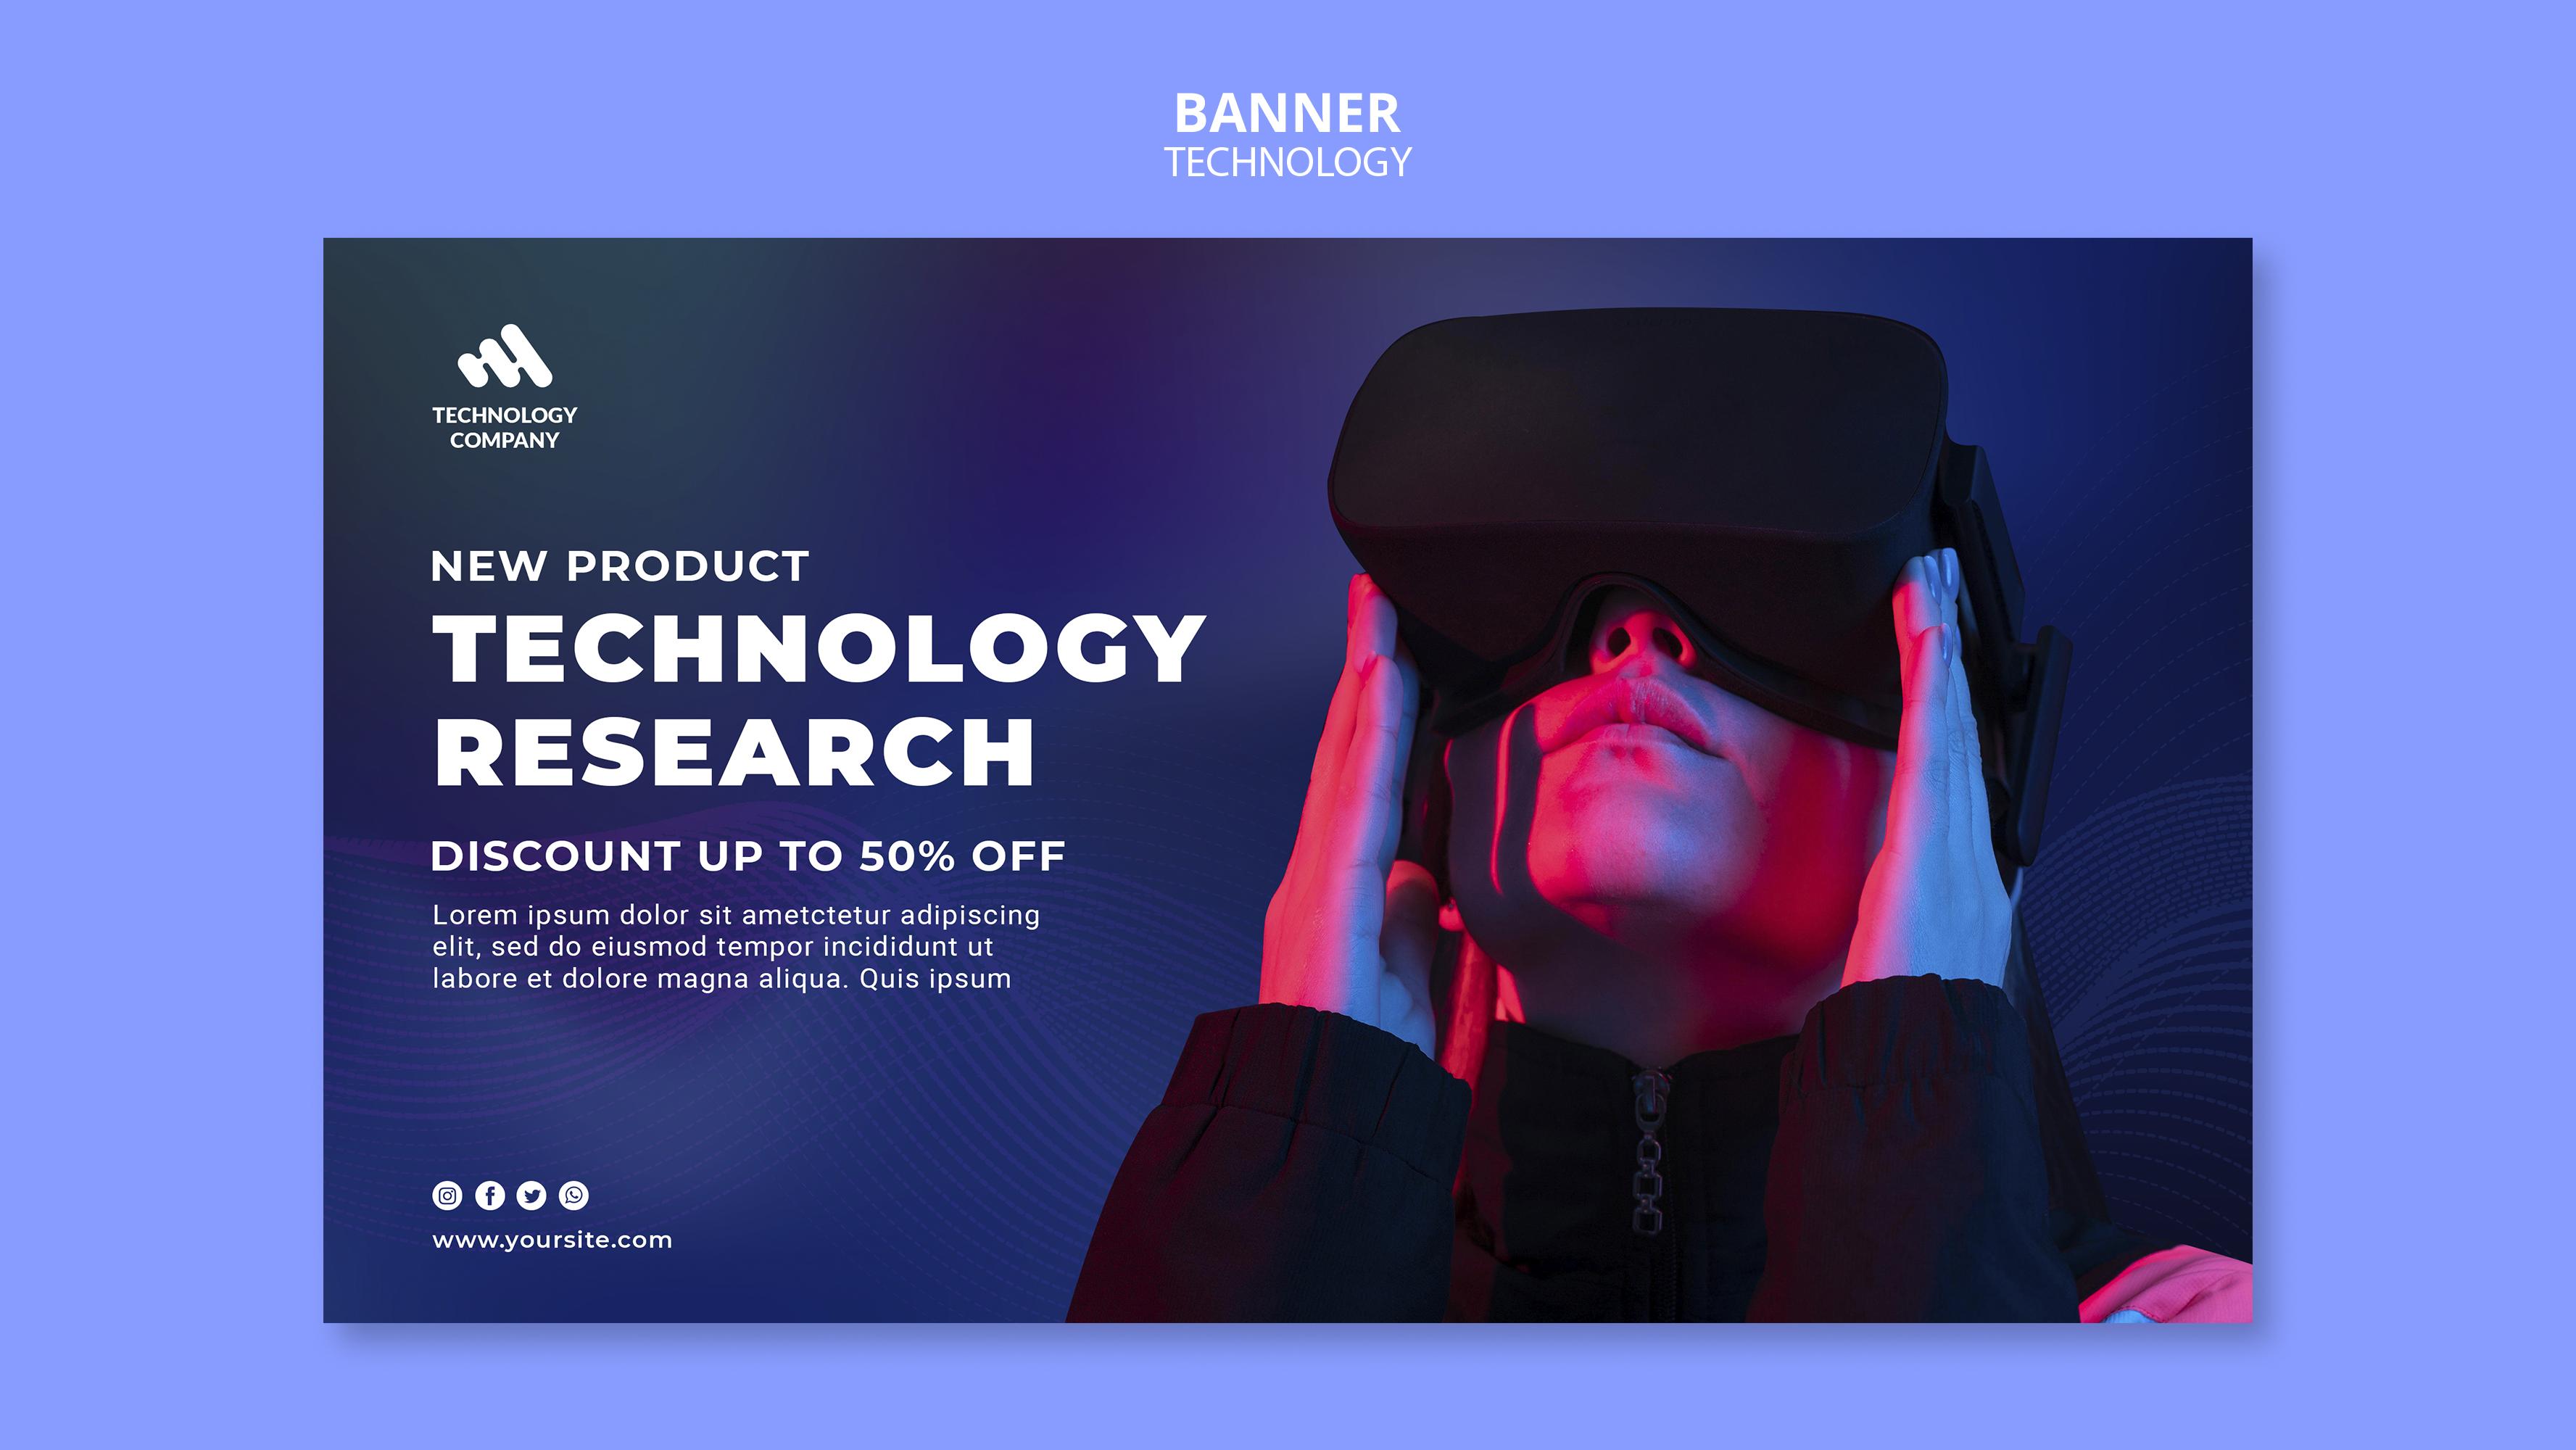 BANNER
TECHNOLOGY
TECHNOLOGY
COMPANY
NEW PRODUCT
TECHNOLOGY
RESEARCH
DISCOUNT UP TO 50% OFF
Lorem ipsum dolor sit ametctetur adipiscing
elit, sed do eiusmod tempor incididunt ut
labore et dolore magna aliqua. Quis ipsum
www.yoursite.com